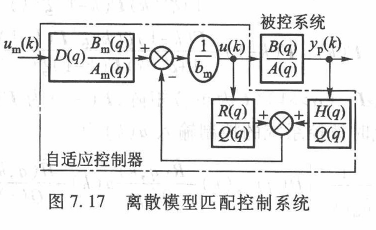 被控系统
u_m(k)
D(q) B_m(q)/A_m(q)
+
−
1/b_m
u(k)
B(q)/A(q)
y_p(k)
R(q)/Q(q)
+
+
H(q)/Q(q)
自适应控制器
图 7.17 离散模型匹配控制系统